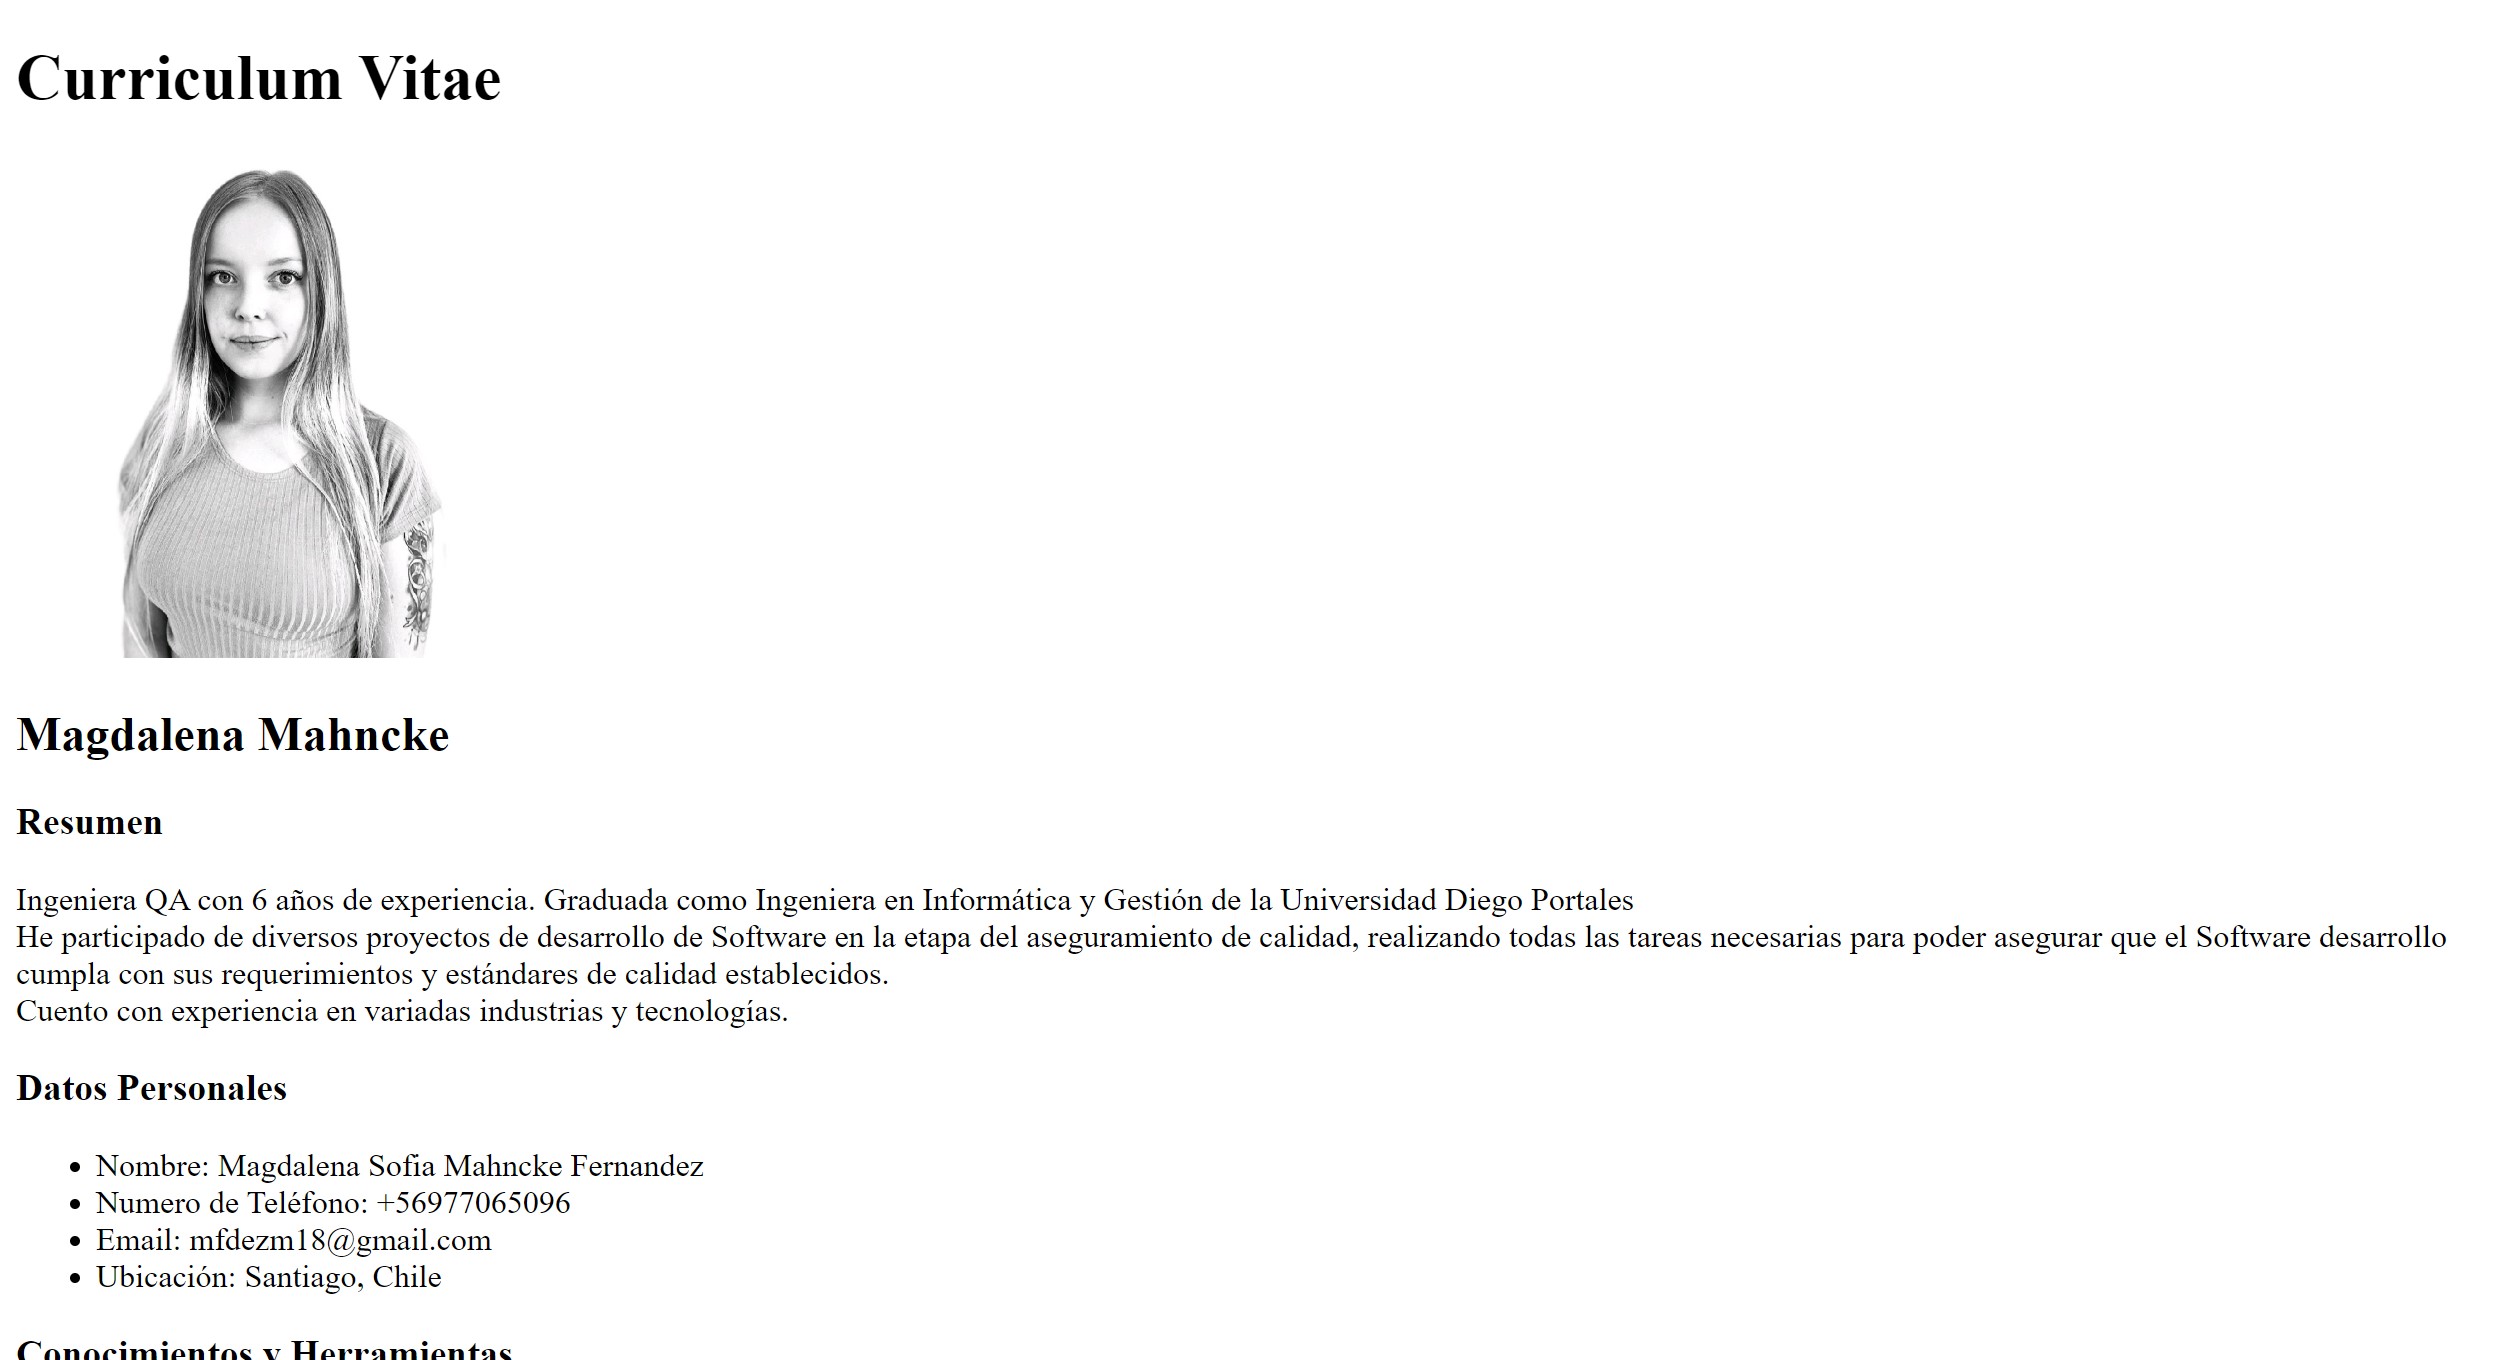 Curriculum Vitae
Magdalena Mahncke
Resumen
Ingeniera QA con 6 años de experiencia. Graduada como Ingeniera en Informática y Gestión de la Universidad Diego Portales
He participado de diversos proyectos de desarrollo de Software en la etapa del aseguramiento de calidad, realizando todas las tareas necesarias para poder asegurar que el Software desarrollo
cumpla con sus requerimientos y estándares de calidad establecidos.
Cuento con experiencia en variadas industrias y tecnologías.
Datos Personales
• Nombre: Magdalena Sofia Mahncke Fernandez
• Numero de Teléfono: +56977065096
• Email: mfdezm18@gmail.com
• Ubicación: Santiago, Chile
Conocimientos y Herramientas